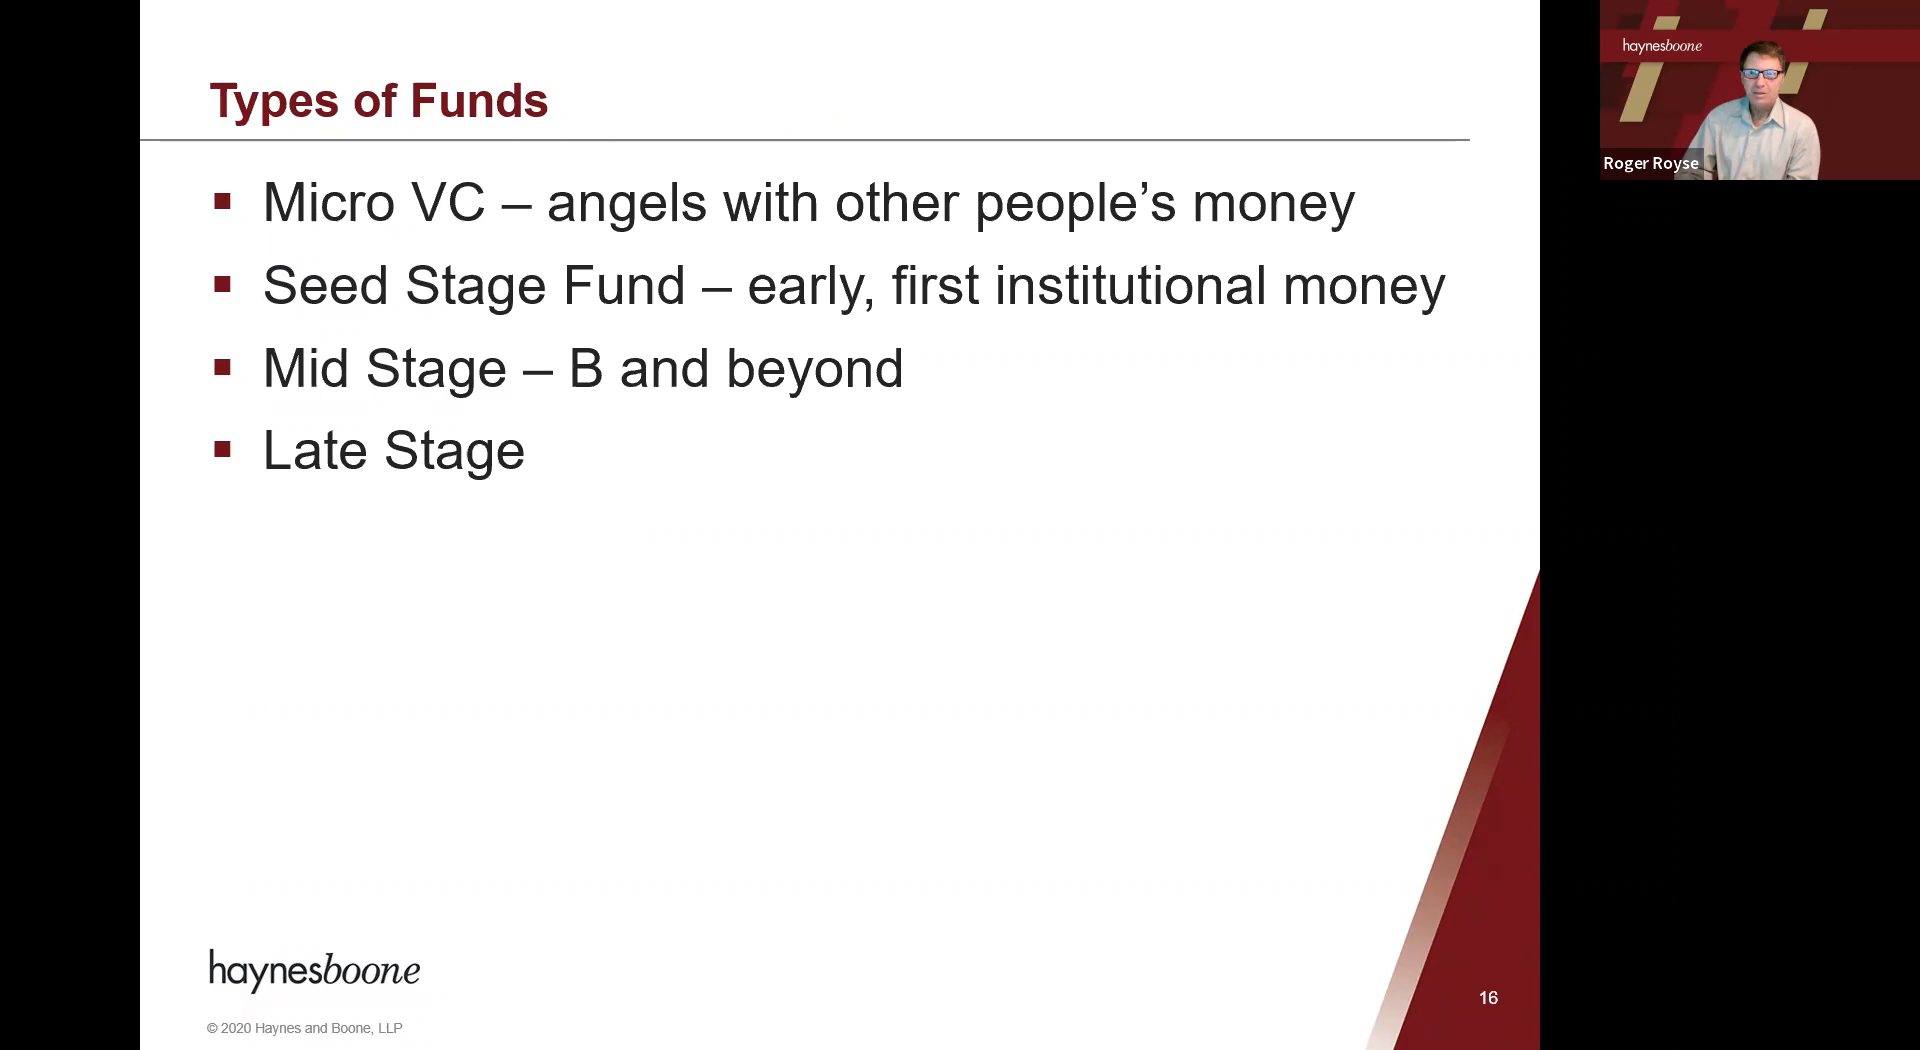 Types of Funds
Micro VC – angels with other people’s money
Seed Stage Fund – early, first institutional money
Mid Stage – B and beyond
Late Stage
haynesboone
© 2020 Haynes and Boone, LLP
16
haynesboone
Roger Royse